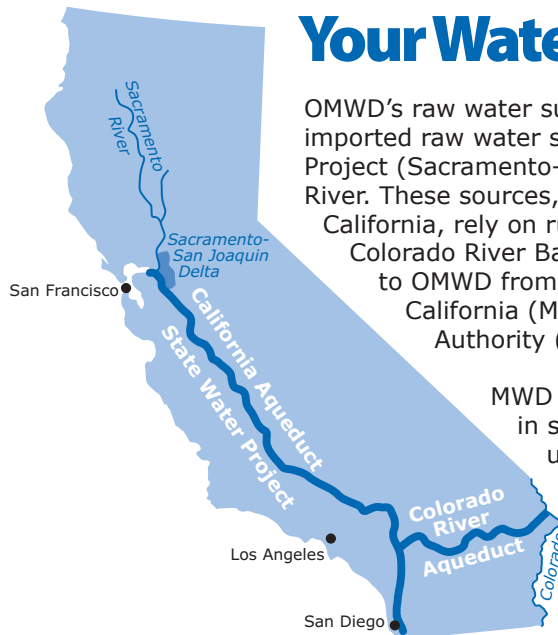 Your Wate
OMWD's raw water su
imported raw water s
Project (Sacramento-
River. These sources,
California, rely on ru
Colorado River Ba
to OMWD from
California (M
Authority (
MWD
in s
u
Sacramento
River
Sacramento-
San Joaquin
Delta
San Francisco
California Aqueduct
State Water Project
Colorado
River
Aqueduct
Colorado
Los Angeles
San Diego